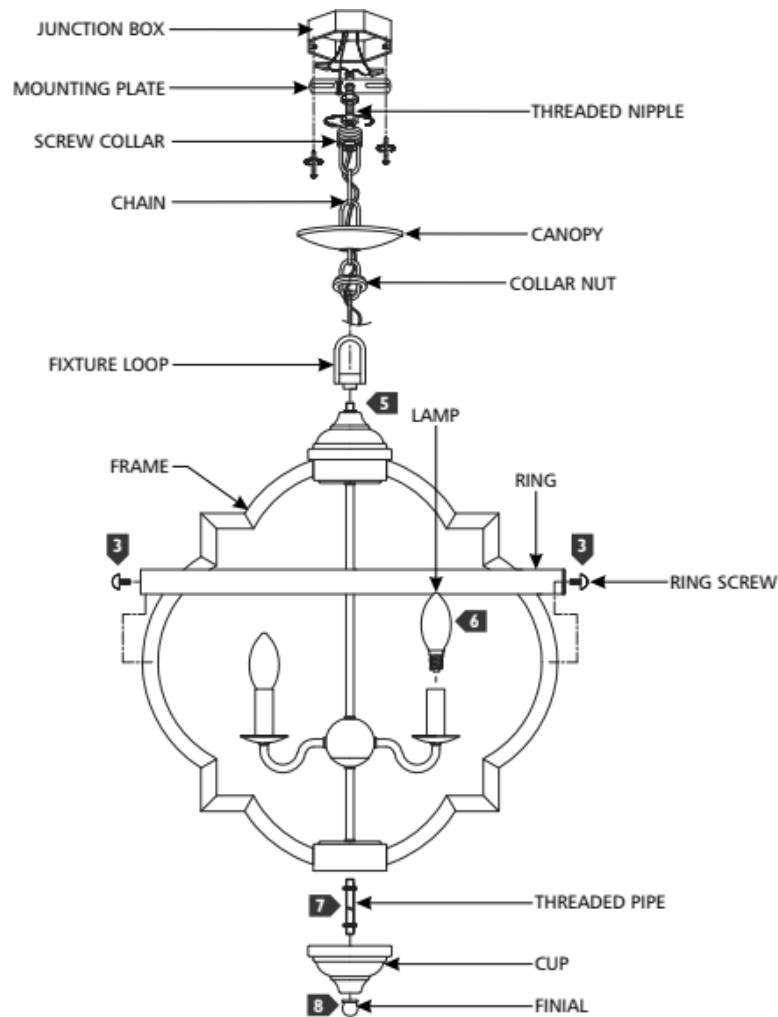 JUNCTION BOX
MOUNTING PLATE
THREADED NIPPLE
SCREW COLLAR
CHAIN
CANOPY
COLLAR NUT
FIXTURE LOOP
5
LAMP
FRAME
RING
3
3
RING SCREW
6
7
THREADED PIPE
CUP
8
FINIAL